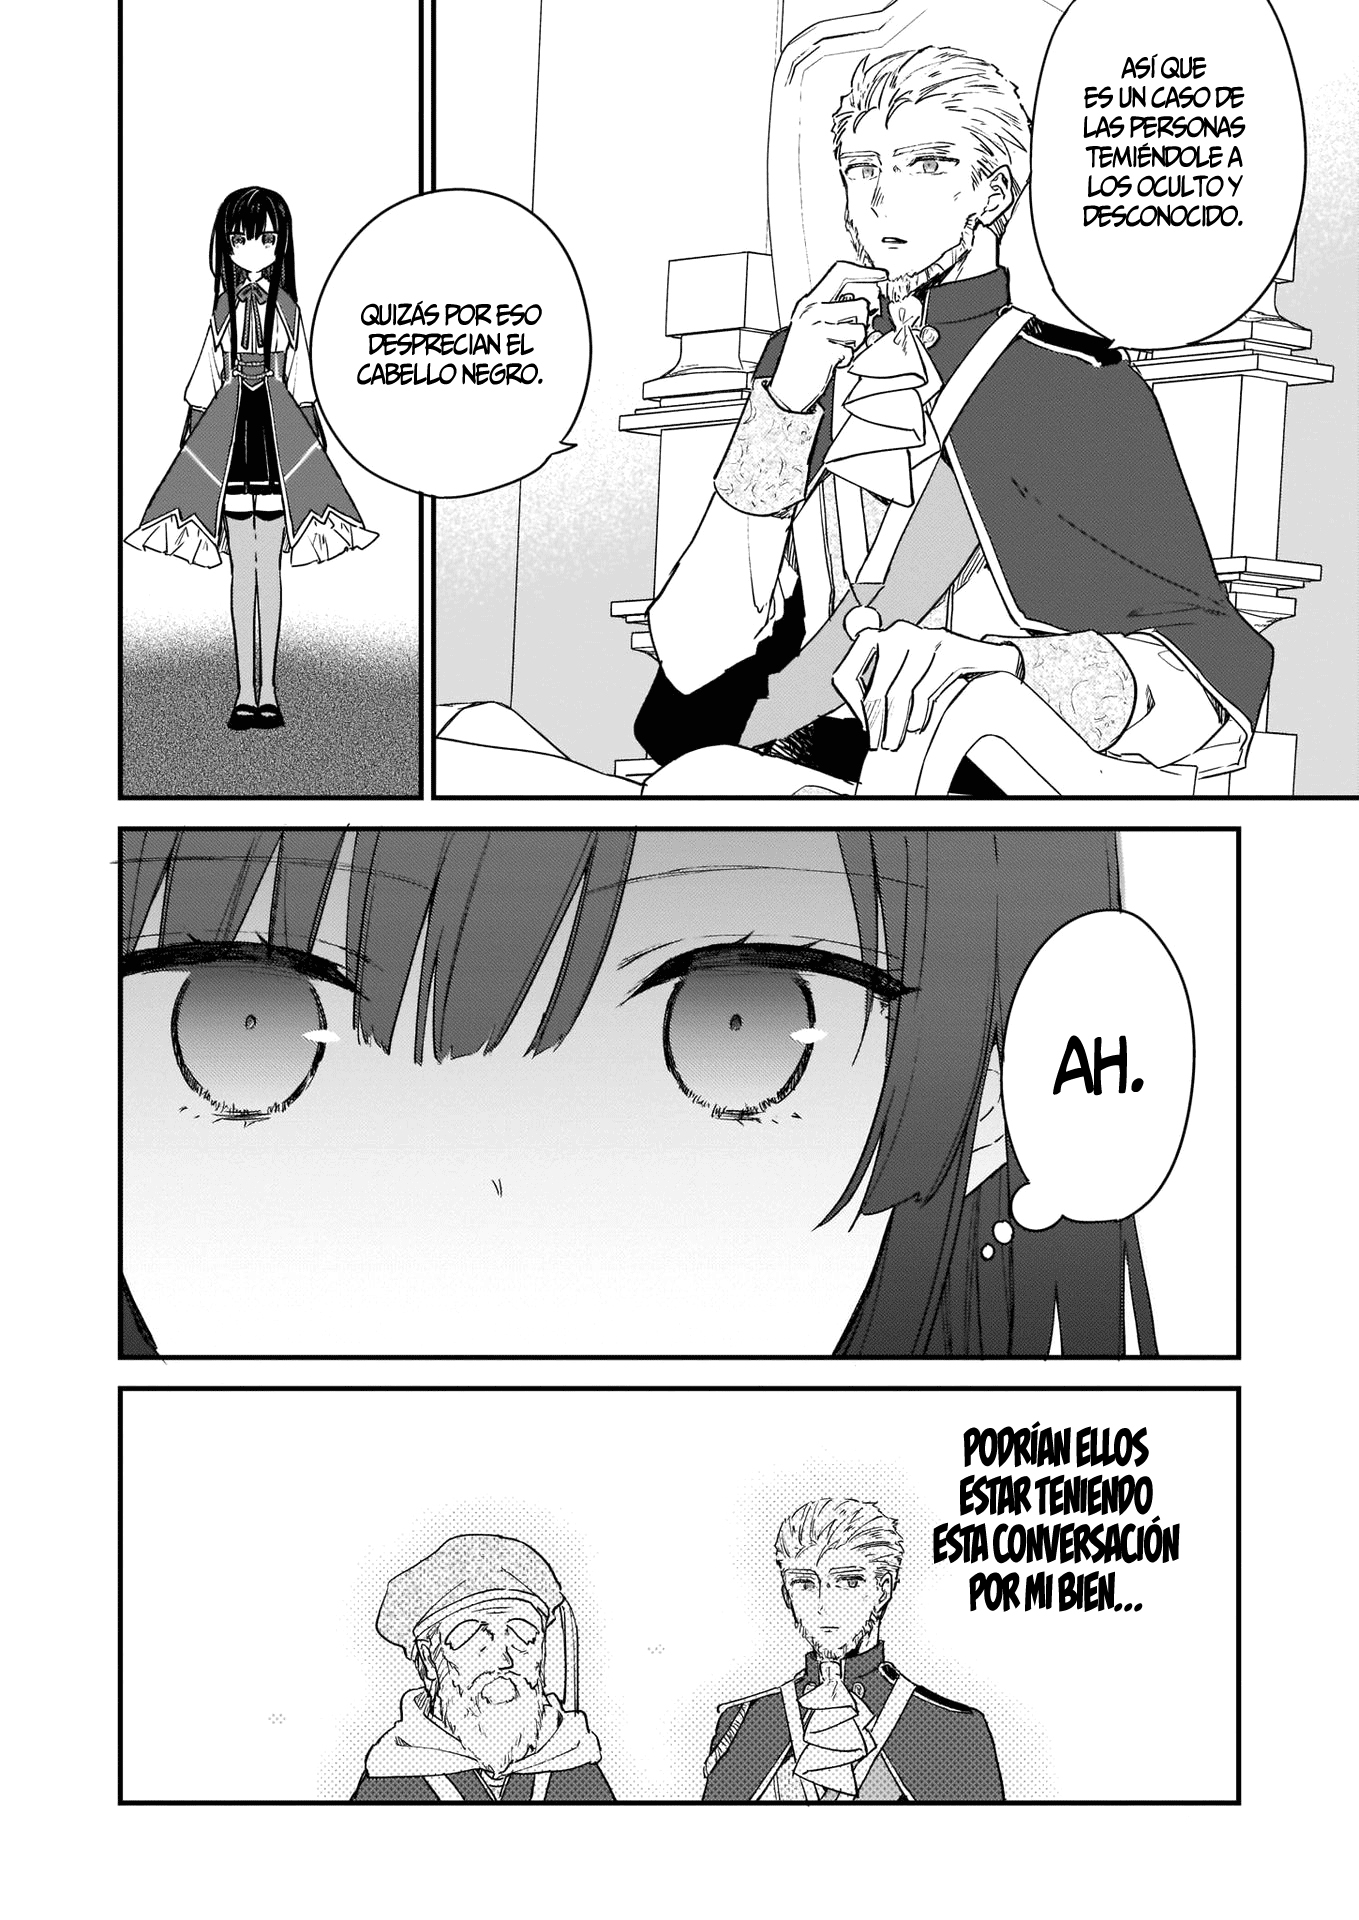 ASÍ QUE
ES UN CASO DE
LAS PERSONAS
TEMIÉNDOLE A
LOS OCULTO Y
DESCONOCIDO.
QUIZÁS POR ESO
DESPRECIAN EL
CABELLO NEGRO.
AH.
PODRÍAN ELLOS
ESTAR TENIENDO
ESTA CONVERSACIÓN
POR MI BIEN...